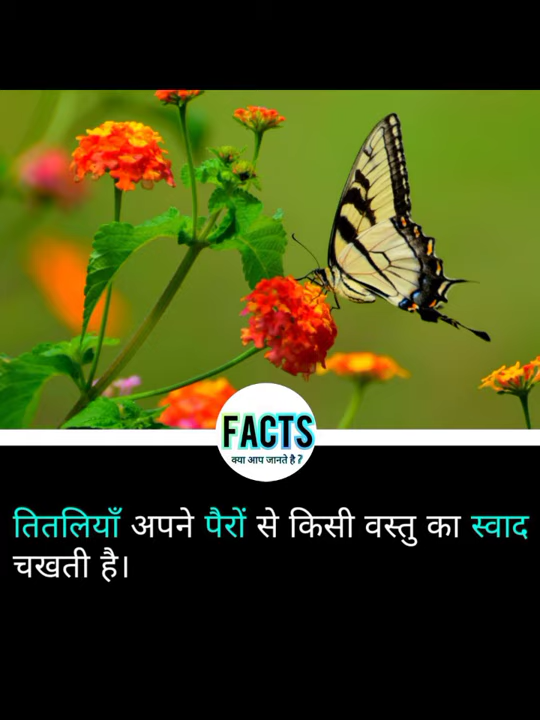 FACTS
क्या आप जानते है ?
तितलियाँ अपने पैरों से किसी वस्तु का स्वाद
चखती है।